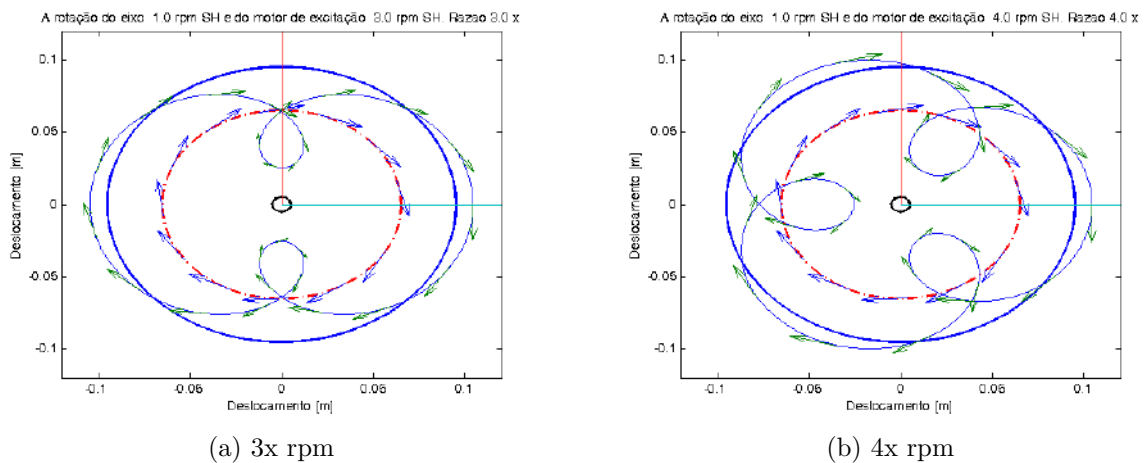 A rotação do eixo 1.0 rpm SH e do motor de excitação 3.0 rpm SH. Razao 3.0 x
0.1
0.05
0
-0.05
-0.1
Deslocamento [m]
-0.1
-0.05
0
0.05
0.1
Deslocamento [m]
(a) 3x rpm
A rotação do eixo 1.0 rpm SH e do motor de excitação 4.0 rpm SH. Razao 4.0 x
0.1
0.05
0
-0.05
-0.1
Deslocamento [m]
-0.1
-0.05
0
0.05
0.1
Deslocamento [m]
(b) 4x rpm